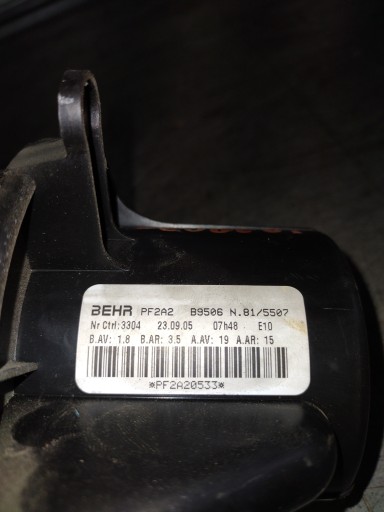 BEHR PF2A2 B9506 N.81/5507
Nr Ctrl:3304 23.09.05 07h48 E10
B.AV: 1.8 B.AR: 3.5 A.AV: 19 A.AR: 15
*PF2A20533*